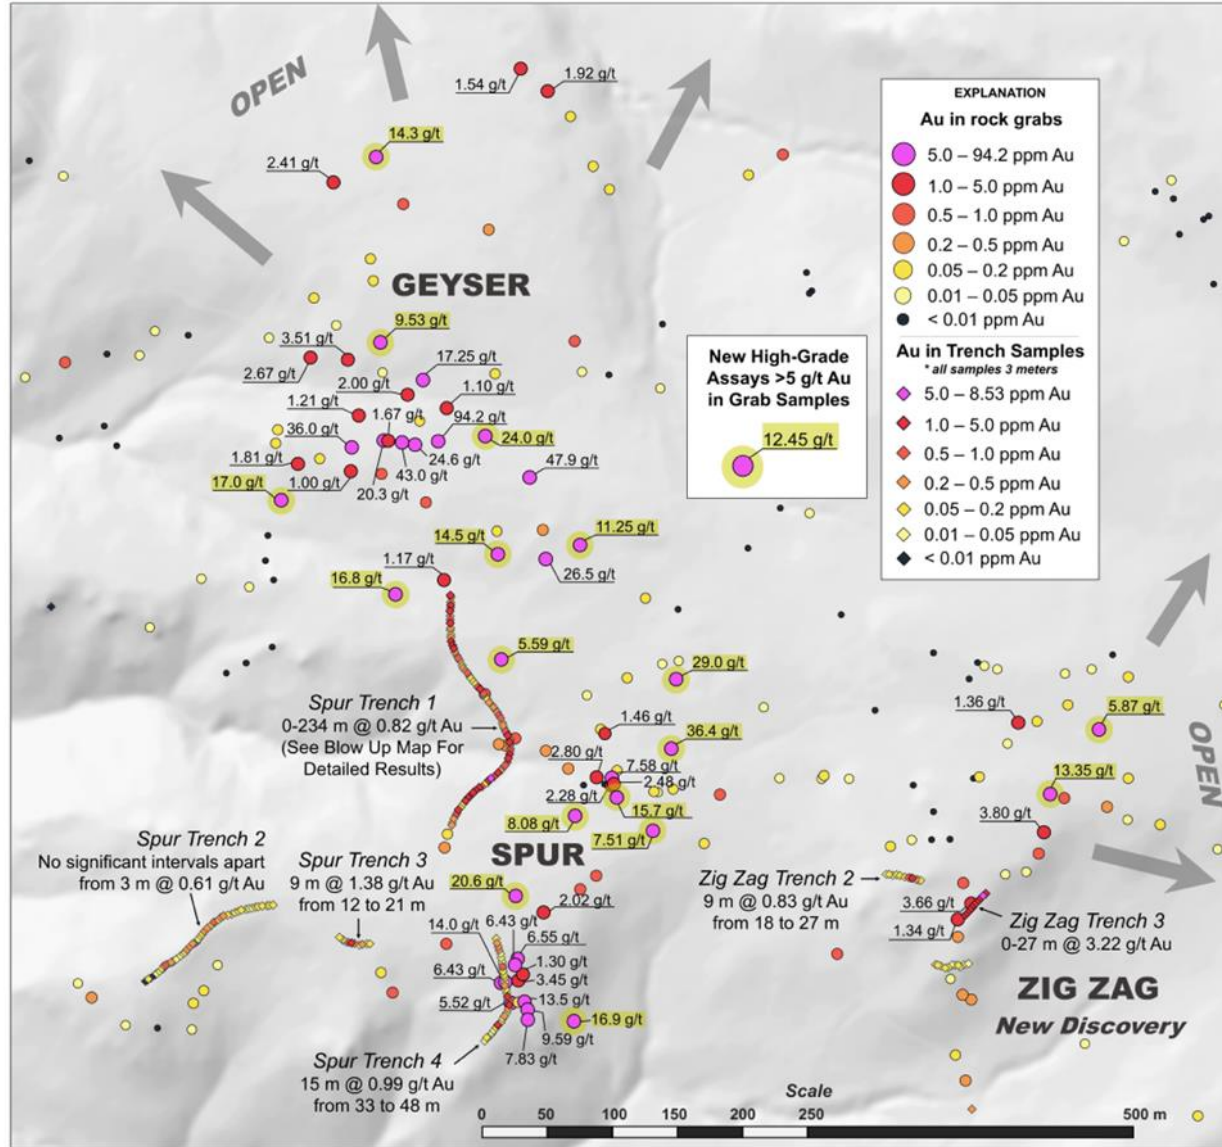 OPEN
1.54 g/t
1.92 g/t
14.3 g/t
2.41 g/t
GEYSER
9.53 g/t
3.51 g/t
2.67 g/t
17.25 g/t
2.00 g/t
1.10 g/t
1.21 g/t
1.67 g/t
36.0 g/t
94.2 g/t
24.0 g/t
1.81 g/t
24.6 g/t
1.00 g/t
43.0 g/t
47.9 g/t
17.0 g/t
20.3 g/t
14.5 g/t
11.25 g/t
1.17 g/t
26.5 g/t
16.8 g/t
5.59 g/t
29.0 g/t
EXPLANATION
Au in rock grabs
5.0 – 94.2 ppm Au
1.0 – 5.0 ppm Au
0.5 – 1.0 ppm Au
0.2 – 0.5 ppm Au
0.05 – 0.2 ppm Au
0.01 – 0.05 ppm Au
< 0.01 ppm Au
Au in Trench Samples
* all samples 3 meters
5.0 – 8.53 ppm Au
1.0 – 5.0 ppm Au
0.5 – 1.0 ppm Au
0.2 – 0.5 ppm Au
0.05 – 0.2 ppm Au
0.01 – 0.05 ppm Au
< 0.01 ppm Au
New High-Grade
Assays >5 g/t Au
in Grab Samples
12.45 g/t
Spur Trench 1
0-234 m @ 0.82 g/t Au
(See Blow Up Map For
Detailed Results)
1.46 g/t
36.4 g/t
2.80 g/t
7.58 g/t
2.48 g/t
2.28 g/t
15.7 g/t
8.08 g/t
7.51 g/t
SPUR
1.36 g/t
5.87 g/t
OPEN
13.35 g/t
3.80 g/t
Spur Trench 2
No significant intervals apart
from 3 m @ 0.61 g/t Au
Spur Trench 3
9 m @ 1.38 g/t Au
from 12 to 21 m
20.6 g/t
2.02 g/t
14.0 g/t
6.43 g/t
6.55 g/t
1.30 g/t
6.43 g/t
3.45 g/t
5.52 g/t
13.5 g/t
16.9 g/t
9.59 g/t
7.83 g/t
Spur Trench 4
15 m @ 0.99 g/t Au
from 33 to 48 m
Zig Zag Trench 2
9 m @ 0.83 g/t Au
from 18 to 27 m
3.66 g/t
1.34 g/t
Zig Zag Trench 3
0-27 m @ 3.22 g/t Au
ZIG ZAG
New Discovery
Scale
0 50 100 150 200 250 500 m